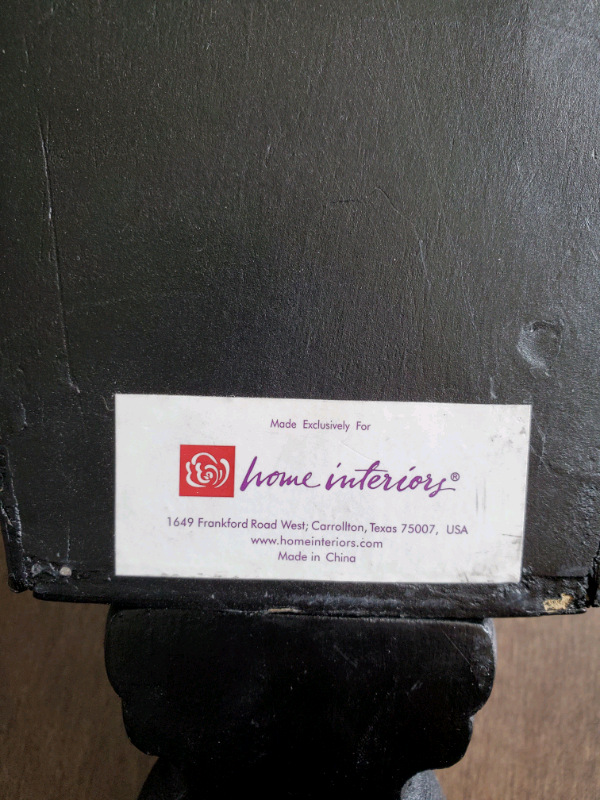 Made Exclusively For
home interiors®
1649 Frankford Road West; Carrollton, Texas 75007, USA
www.homeinteriors.com
Made in China